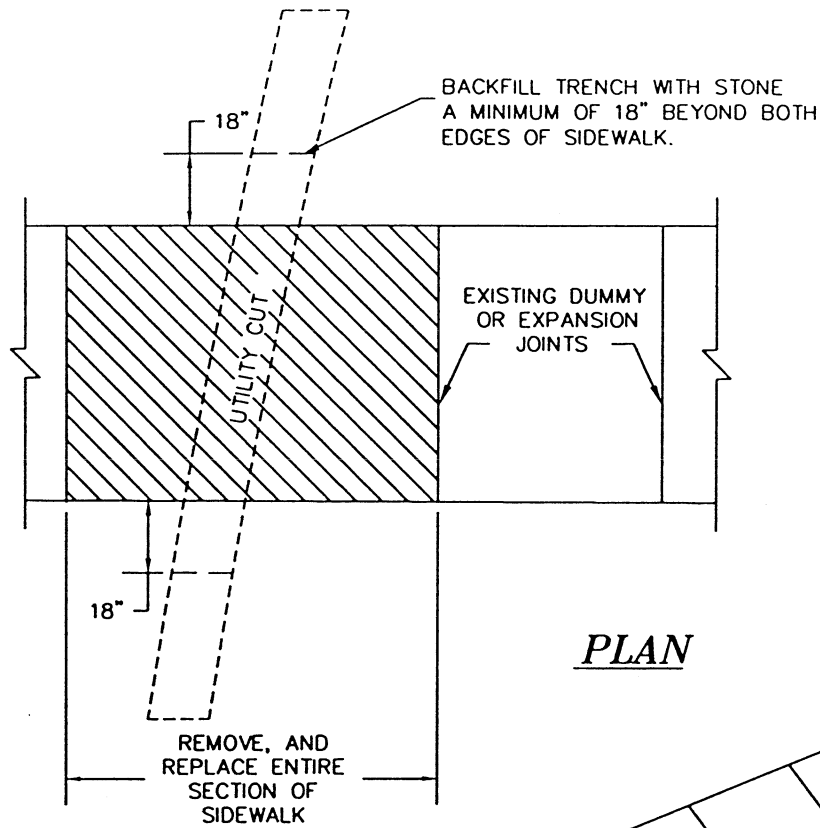 BACKFILL TRENCH WITH STONE
A MINIMUM OF 18" BEYOND BOTH
EDGES OF SIDEWALK.
18"
EXISTING DUMMY
OR EXPANSION
JOINTS
UTILITY CUT
18"
PLAN
REMOVE, AND
REPLACE ENTIRE
SECTION OF
SIDEWALK